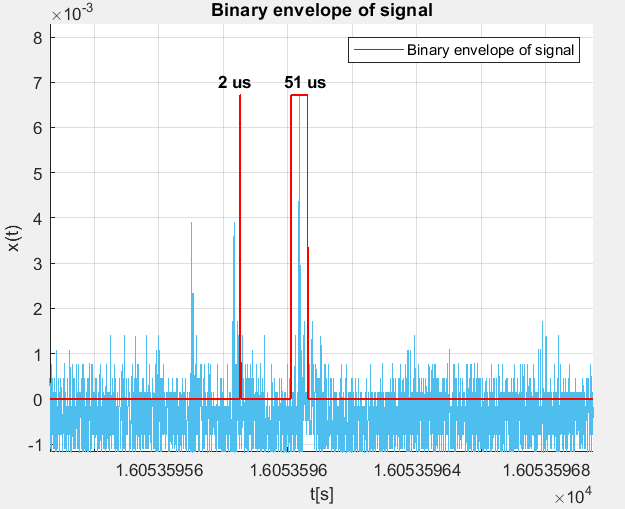 Binary envelope of signal
×10⁻³
Binary envelope of signal
8
7
6
5
4
3
2
1
0
-1
x(t)
2 us
51 us
1.60535956
1.6053596
1.60535964
1.60535968
t[s]
×10⁴